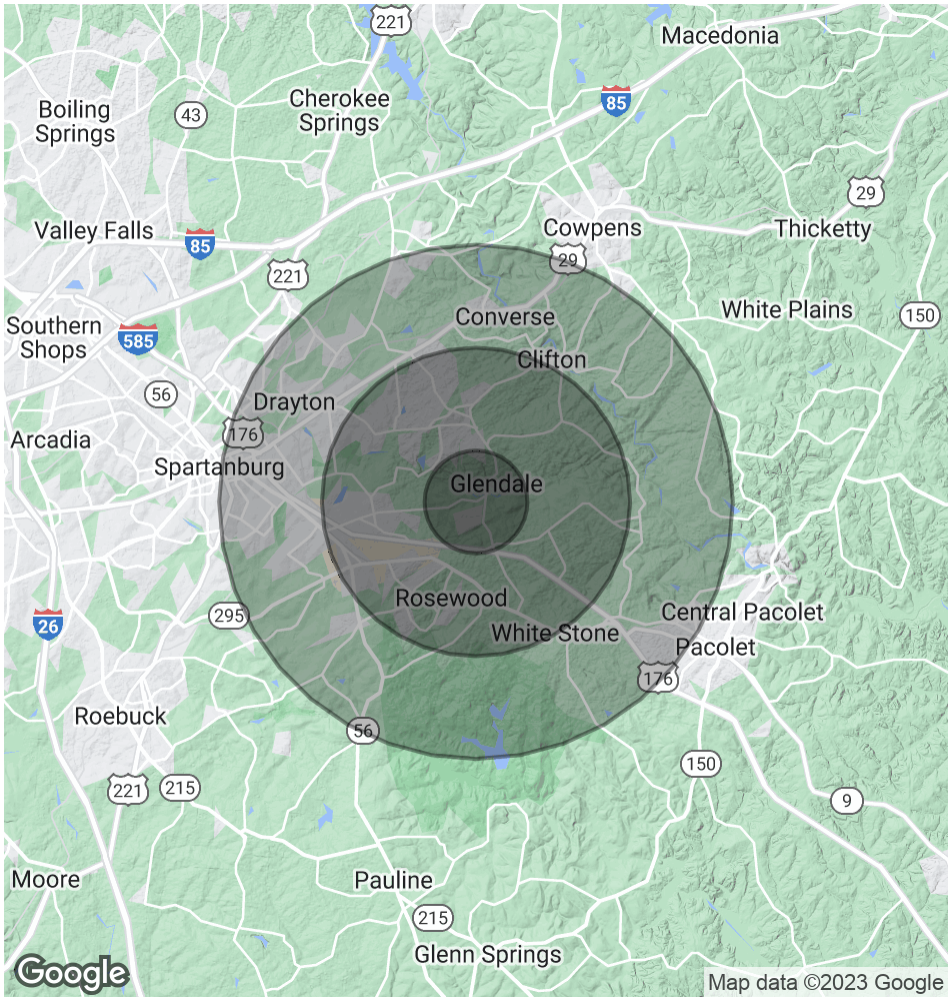 221
Macedonia
85
Boiling
Springs
43
Cherokee
Springs
29
Valley Falls
85
Cowpens
Thicketty
29
221
Converse
White Plains
150
Southern
Shops
585
Clifton
56
Drayton
176
Arcadia
Spartanburg
Glendale
Rosewood
295
26
White Stone
Central Pacolet
Pacolet
176
Roebuck
56
150
221
215
9
Moore
Pauline
215
Glenn Springs
Google
Map data ©2023 Google